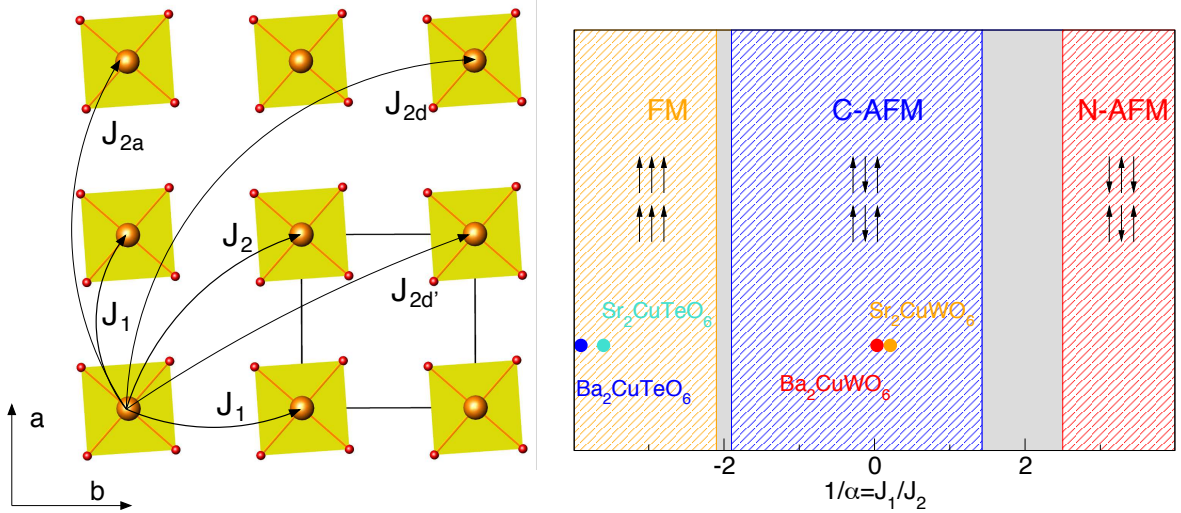 J2a
J2d
J2
J2d'
J1
J1
a
b
FM
C-AFM
N-AFM
Sr2CuTeO6
Sr2CuWO6
Ba2CuTeO6
Ba2CuWO6
-2
0
2
1/α=J1/J2